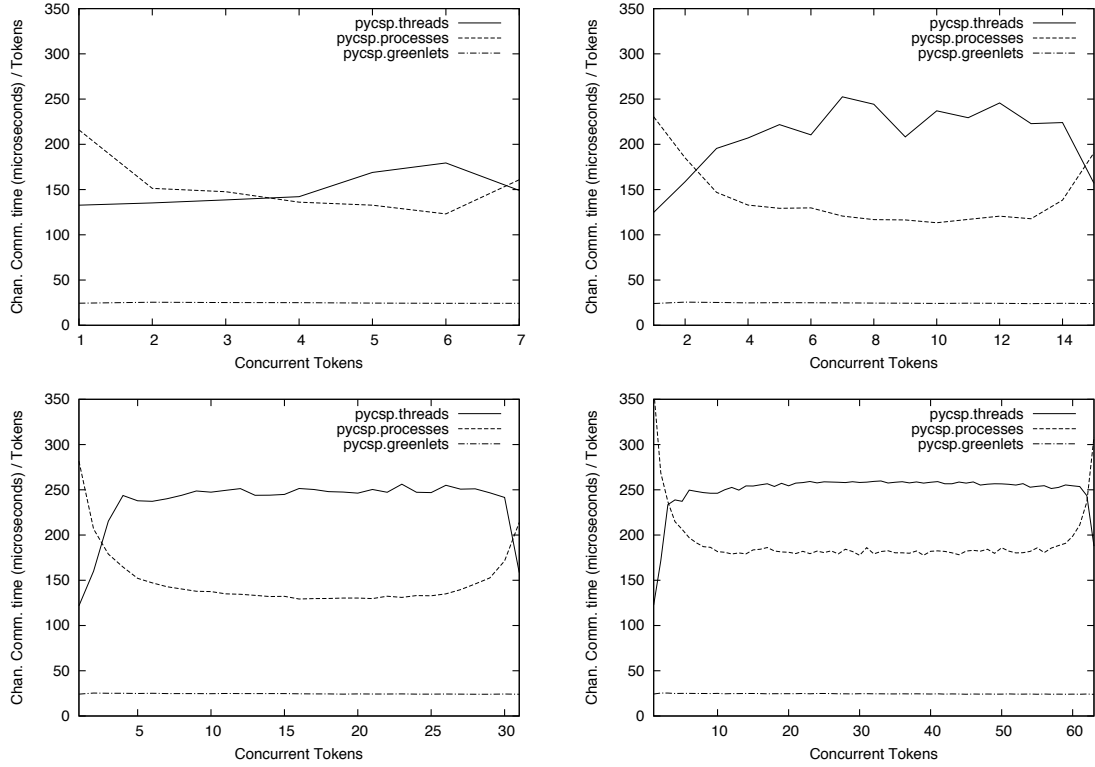 Chan. Comm. time (microseconds) / Tokens
350
300
250
200
150
100
50
0
pycsp.threads
pycsp.processes
pycsp.greenlets
1 2 3 4 5 6 7
Concurrent Tokens
Chan. Comm. time (microseconds) / Tokens
350
300
250
200
150
100
50
0
pycsp.threads
pycsp.processes
pycsp.greenlets
2 4 6 8 10 12 14
Concurrent Tokens
Chan. Comm. time (microseconds) / Tokens
350
300
250
200
150
100
50
0
pycsp.threads
pycsp.processes
pycsp.greenlets
5 10 15 20 25 30
Concurrent Tokens
Chan. Comm. time (microseconds) / Tokens
350
300
250
200
150
100
50
0
pycsp.threads
pycsp.processes
pycsp.greenlets
10 20 30 40 50 60
Concurrent Tokens